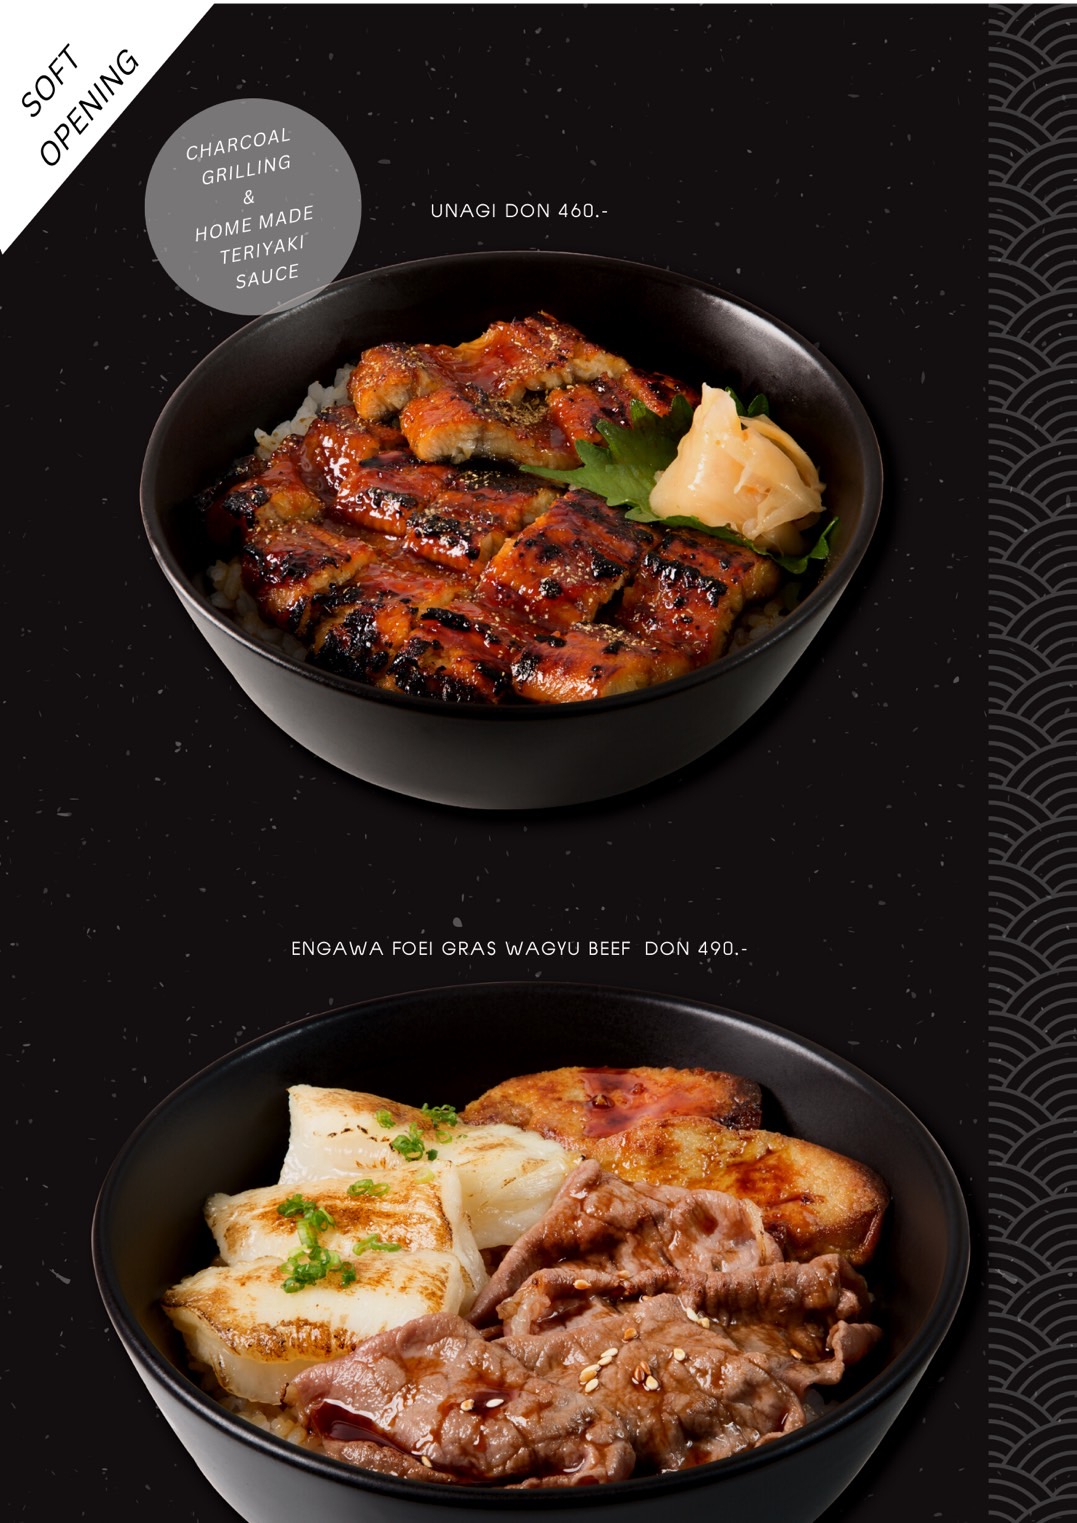 SOFT
OPENING
CHARCOAL
GRILLING
&
HOME MADE
TERIYAKI
SAUCE
UNAGI DON 460.-
ENGAWA FOEI GRAS WAGYU BEEF DON 490.-